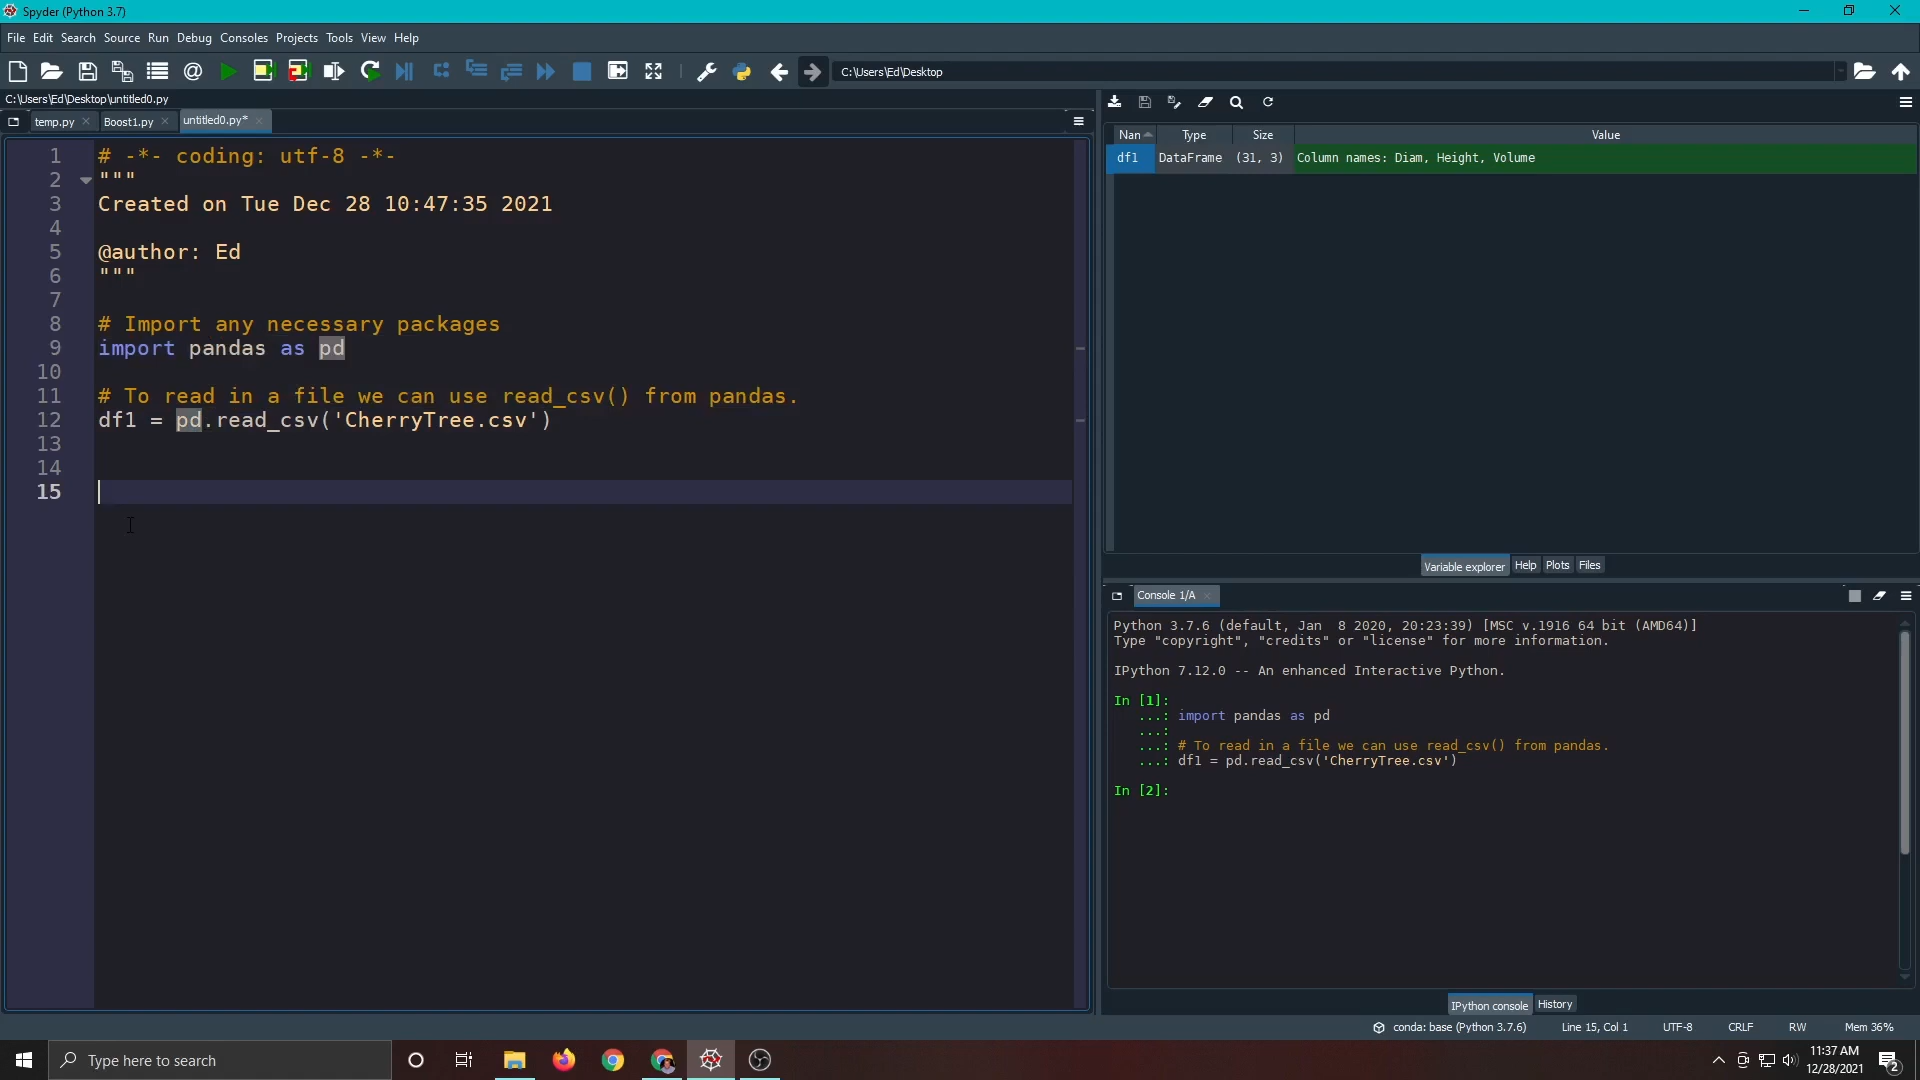 Spyder (Python 3.7)
File Edit Search Source Run Debug Consoles Projects Tools View Help
C:\Users\Ed\Desktop
C:\Users\Ed\Desktop\untitled0.py
temp.py Boost1.py untitled0.py*
1 # -*- coding: utf-8 -*-
2 """
3 Created on Tue Dec 28 10:47:35 2021
4
5 @author: Ed
6 """
7
8 # Import any necessary packages
9 import pandas as pd
10
11 # To read in a file we can use read_csv() from pandas.
12 df1 = pd.read_csv('CherryTree.csv')
13
14
15
Nan Type Size Value
df1 DataFrame (31, 3) Column names: Diam, Height, Volume
Variable explorer Help Plots Files
Console 1/A
Python 3.7.6 (default, Jan  8 2020, 20:23:39) [MSC v.1916 64 bit (AMD64)]
Type "copyright", "credits" or "license" for more information.
IPython 7.12.0 -- An enhanced Interactive Python.
In [1]:
...: import pandas as pd
...:
...: # To read in a file we can use read_csv() from pandas.
...: df1 = pd.read_csv('CherryTree.csv')
In [2]:
IPython console History
conda: base (Python 3.7.6) Line 15, Col 1 UTF-8 CRLF RW Mem 36%
Type here to search
11:37 AM
12/28/2021
2